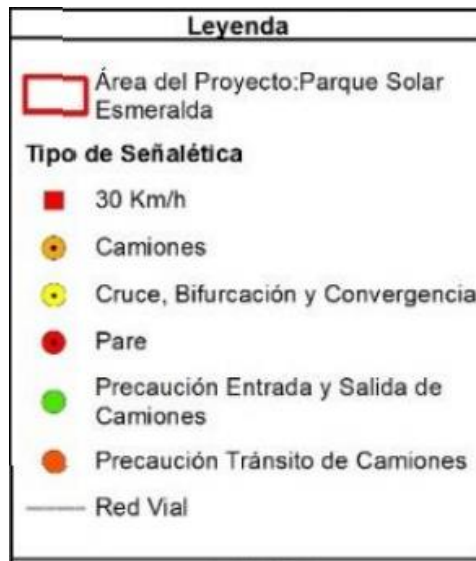 Leyenda
Área del Proyecto:Parque Solar
Esmeralda
Tipo de Señalética
30 Km/h
Camiones
Cruce, Bifurcación y Convergencia
Pare
Precaución Entrada y Salida de
Camiones
Precaución Tránsito de Camiones
Red Vial